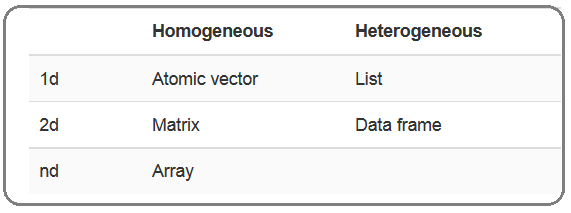 Homogeneous Heterogeneous
1d Atomic vector List
2d Matrix Data frame
nd Array